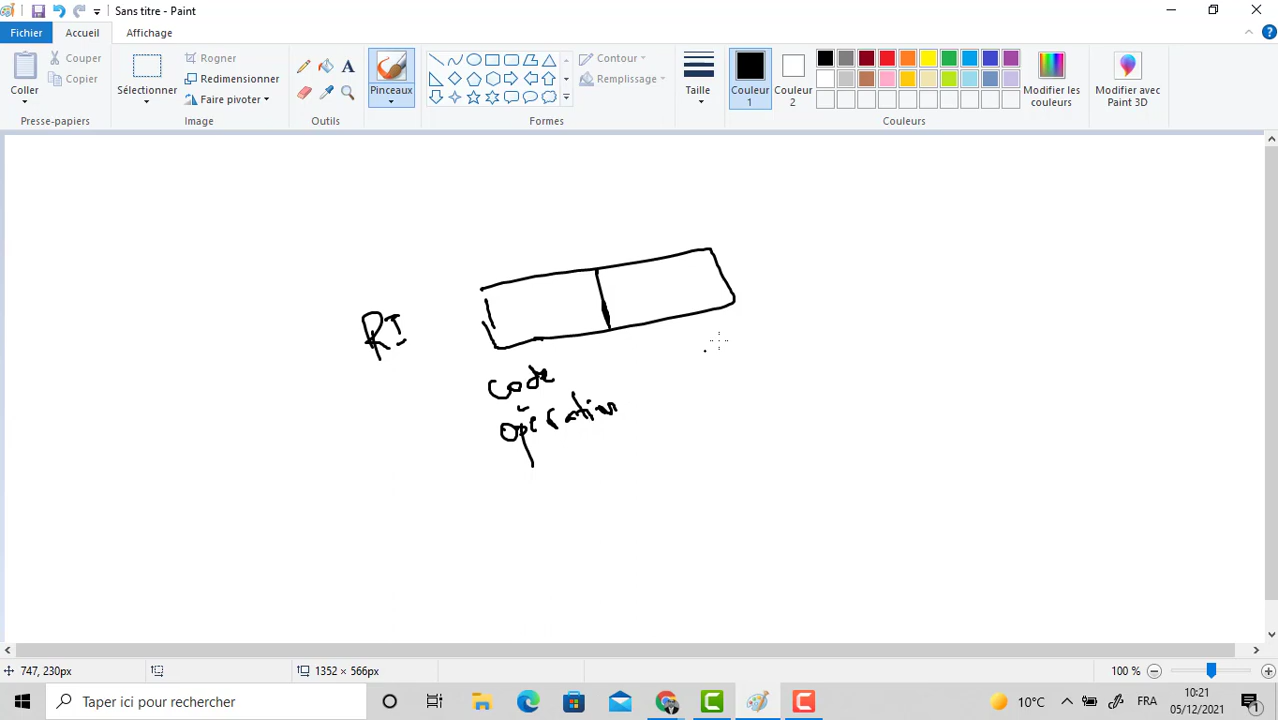 Sans titre - Paint
Fichier
Accueil
Affichage
Coller
Couper
Copier
Presse-papiers
Sélectionner
Rogner
Redimensionner
Faire pivoter
Image
A
Outils
Pinceaux
Contour
Remplissage
Formes
Taille
Couleur
1
Couleur
2
Modifier les
couleurs
Couleurs
Modifier avec
Paint 3D
RI
code
opération
747, 230px
1352 × 566px
100 %
Taper ici pour rechercher
10°C
FRA
10:21
05/12/2021
1